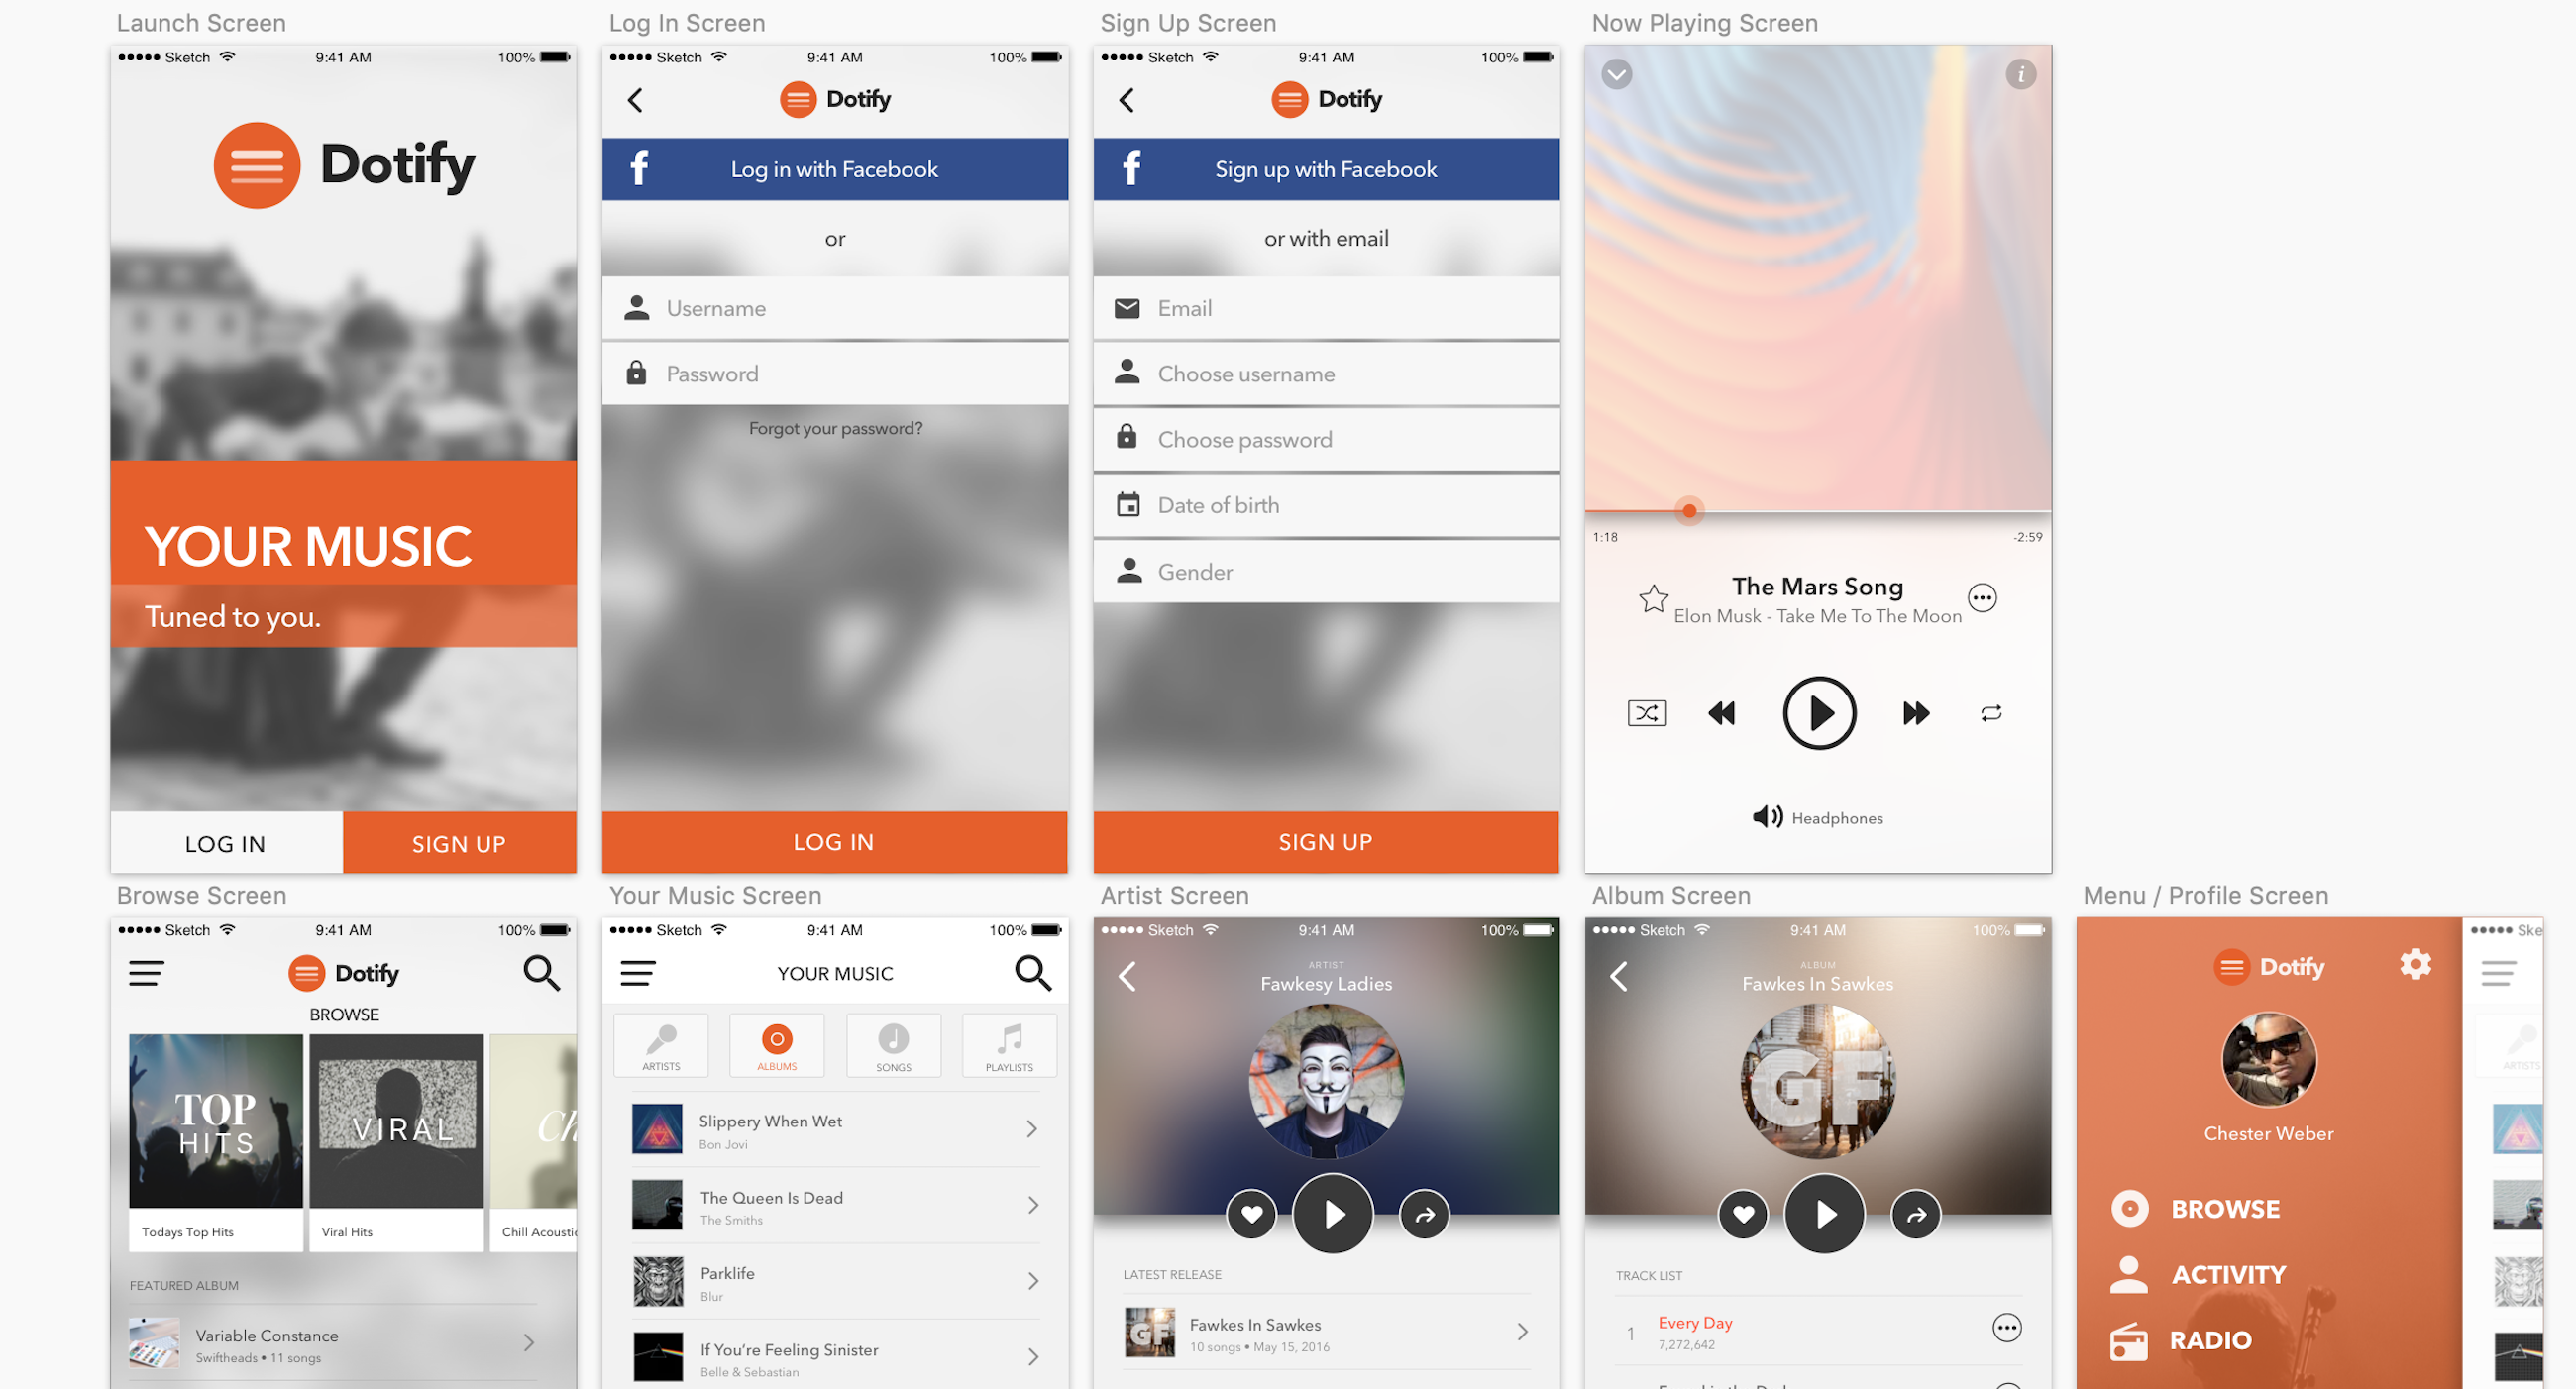 Launch Screen
Sketch 9:41 AM 100%
Dotify
YOUR MUSIC
Tuned to you.
LOG IN SIGN UP
Log In Screen
Sketch 9:41 AM 100%
Dotify
Log in with Facebook
or
Username
Password
Forgot your password?
LOG IN
Sign Up Screen
Sketch 9:41 AM 100%
Dotify
Sign up with Facebook
or with email
Email
Choose username
Choose password
Date of birth
Gender
SIGN UP
Now Playing Screen
1:18 -2:59
The Mars Song
Elon Musk - Take Me To The Moon
Headphones
Browse Screen
Sketch 9:41 AM 100%
Dotify
BROWSE
TOP
HITS
VIRAL
Ch
Todays Top Hits
Viral Hits
Chill Acoustic
FEATURED ALBUM
Variable Constance
Swiftheads • 11 songs
Your Music Screen
Sketch 9:41 AM 100%
YOUR MUSIC
ARTISTS ALBUMS SONGS PLAYLISTS
Slippery When Wet
Bon Jovi
The Queen Is Dead
The Smiths
Parklife
Blur
If You're Feeling Sinister
Belle & Sebastian
Artist Screen
Sketch 9:41 AM 100%
ARTIST
Fawkesy Ladies
LATEST RELEASE
GF
Fawkes In Sawkes
10 songs • May 15, 2016
Album Screen
Sketch 9:41 AM 100%
ALBUM
Fawkes In Sawkes
GF
TRACK LIST
1 Every Day
7,272,642
Menu / Profile Screen
Ske
Dotify
ARTISTS
Chester Weber
BROWSE
ACTIVITY
RADIO